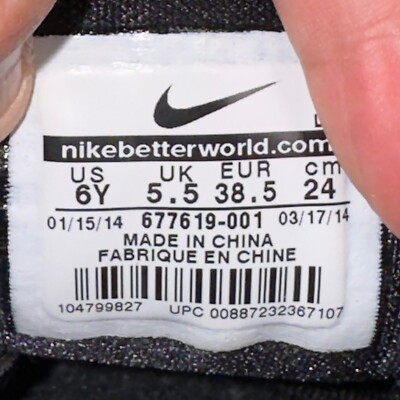 nikebetterworld.com
US UK EUR cm
6Y 5.5 38.5 24
01/15/14 677619-001 03/17/14
MADE IN CHINA
FABRIQUE EN CHINE
104799827 UPC 00887232367107